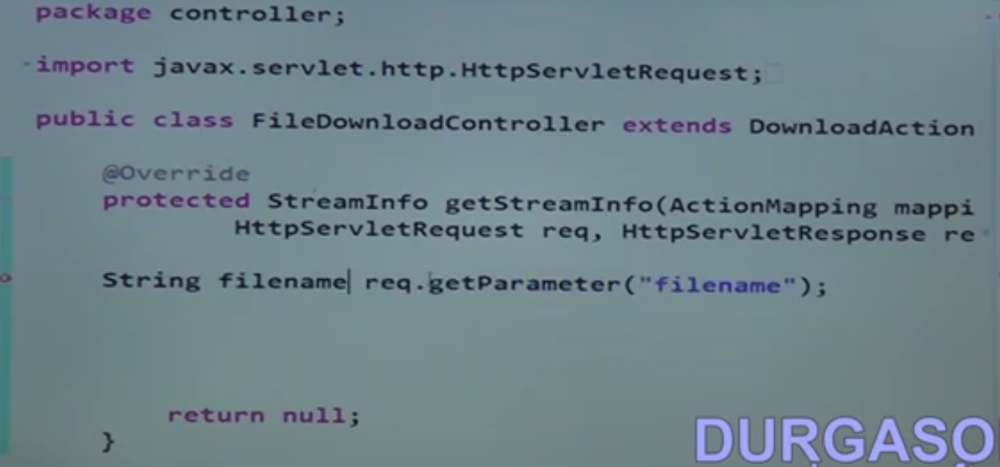 package controller;
import javax.servlet.http.HttpServletRequest;
public class FileDownloadController extends DownloadAction
@Override
protected StreamInfo getStreamInfo(ActionMapping mappi
HttpServletRequest req, HttpServletResponse re
String filename req.getParameter("filename");
return null;
}
DURGASO